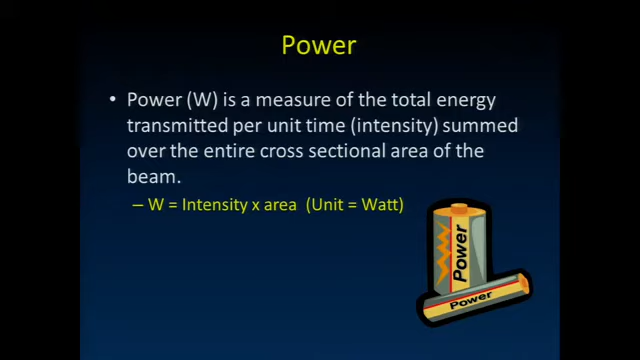 Power
• Power (W) is a measure of the total energy
transmitted per unit time (intensity) summed
over the entire cross sectional area of the
beam.
– W = Intensity x area (Unit = Watt)
Power
Power